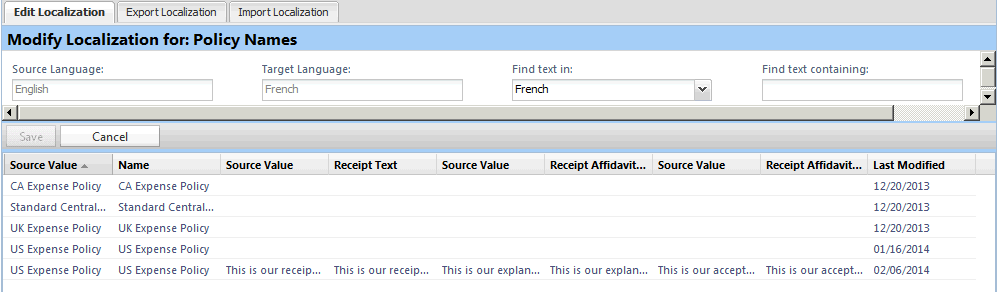 Edit Localization Export Localization Import Localization
Modify Localization for: Policy Names
Source Language: Target Language: Find text in: Find text containing:
English French French
Save Cancel
Source Value Name Source Value Receipt Text Source Value Receipt Affidavit... Source Value Receipt Affidavit... Last Modified
CA Expense Policy CA Expense Policy 12/20/2013
Standard Central... Standard Central... 12/20/2013
UK Expense Policy UK Expense Policy 12/20/2013
US Expense Policy US Expense Policy 01/16/2014
US Expense Policy US Expense Policy This is our receip... This is our receip... This is our explan... This is our explan... This is our accept... This is our accept... 02/06/2014